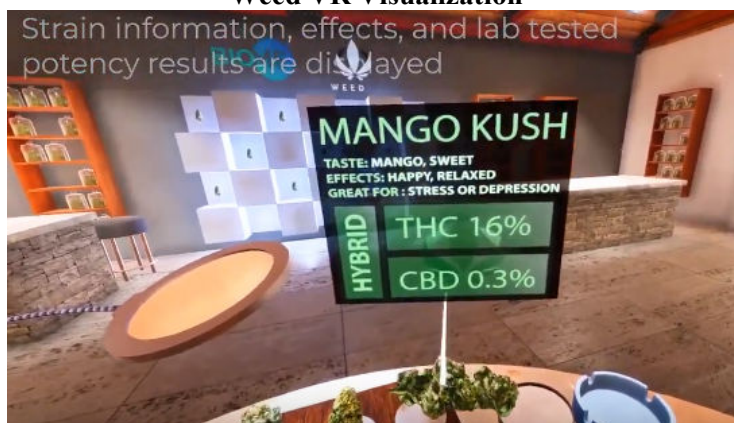 Weed VR Visualization
Strain information, effects, and lab tested
potency results are displayed
WEED
MANGO KUSH
TASTE: MANGO, SWEET
EFFECTS: HAPPY, RELAXED
GREAT FOR : STRESS OR DEPRESSION
HYBRID
THC 16%
CBD 0.3%